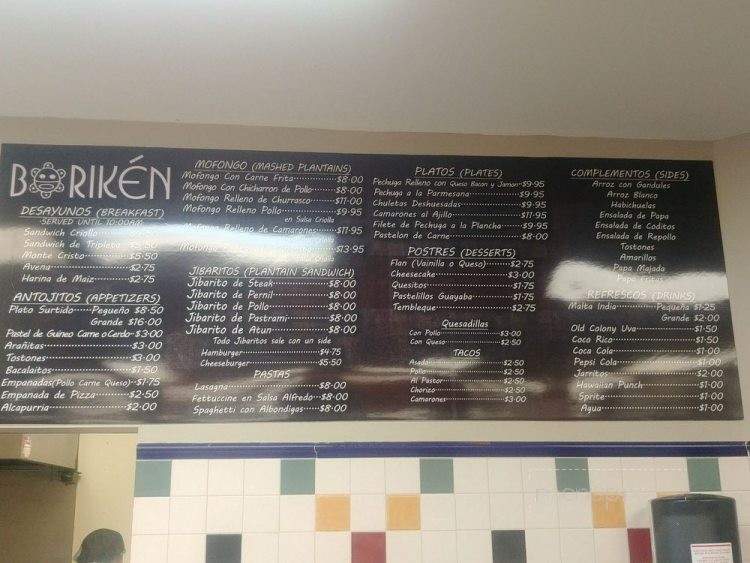 BORIKÉN
DESAYUNOS (BREAKFAST)
SERVED UNTIL 10:00AM
Sandwich Criollo
Sandwich de Tripleta $5.50
Monte Cristo $5.50
Avena $2.75
Harina de Maiz $2.75
ANTOJITOS (APPETIZERS)
Plato Surtido Pequeño $8.50
Grande $16.00
Pastel de Guineo Carne o Cerdo $3.00
Arañitas $3.00
Tostones $3.00
Bacalaitos $1.50
Empanadas(Pollo Carne Queso) $1.75
Empanada de Pizza $2.50
Alcapurria $2.00
MOFONGO (MASHED PLANTAINS)
Mofongo Con Carne Frita $8.00
Mofongo Con Chicharron de Pollo $8.00
Mofongo Relleno de Churrasco $11.00
Mofongo Relleno Pollo $9.95
en Salsa Criolla
Mofongo Relleno de Camarones $11.95
$13.95
JIBARITOS (PLANTAIN SANDWICH)
Jibarito de Steak $8.00
Jibarito de Pernil $8.00
Jibarito de Pollo $8.00
Jibarito de Pastrami $8.00
Jibarito de Atun $8.00
Todo Jibaritos sale con un side
Hamburger $4.75
Cheeseburger $5.50
PASTAS
Lasagna $8.00
Fettuccine en Salsa Alfredo $8.00
Spaghetti con Albondigas $8.00
PLATOS (PLATES)
Pechuga Relleno con Queso Bacon y Jamon $9.95
Pechuga a la Parmesana $9.95
Chuletas Deshuesadas $9.95
Camarones al Ajillo $11.95
Filete de Pechuga a la Plancha $9.95
Pastelon de Carne $8.00
POSTRES (DESSERTS)
Flan (Vainilla o Queso) $2.75
Cheesecake $3.00
Quesitos $1.75
Pastelillos Guayaba $1.75
Tembleque $2.75
Quesadillas
Con Pollo $3.00
Con Queso $2.50
TACOS
Asado $2.50
Pollo $2.50
Al Pastor $2.50
Chorizo $2.50
Camarones $3.00
COMPLEMENTOS (SIDES)
Arroz con Gandules
Arroz Blanco
Habichuelas
Ensalada de Papa
Ensalada de Coditos
Ensalada de Repollo
Tostones
Amarillos
Papa Majada
Papa Fritas
REFRESCOS (DRINKS)
Malta India Pequeña $1.25
Grande $2.00
Old Colony Uva $1.50
Coco Rico $1.50
Coca Cola $1.00
Pepsi Cola $1.00
Jarritos $2.00
Hawaiian Punch $1.00
Sprite $1.00
Agua $1.00